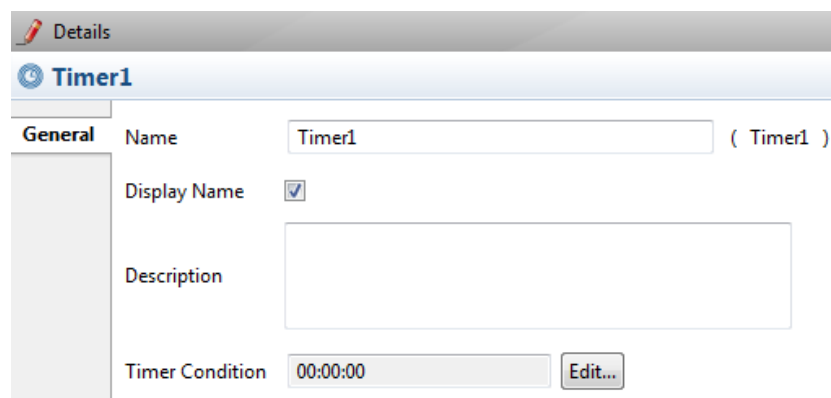 Details
Timer1
General
Name Timer1 ( Timer1 )
Display Name
Description
Timer Condition 00:00:00 Edit...